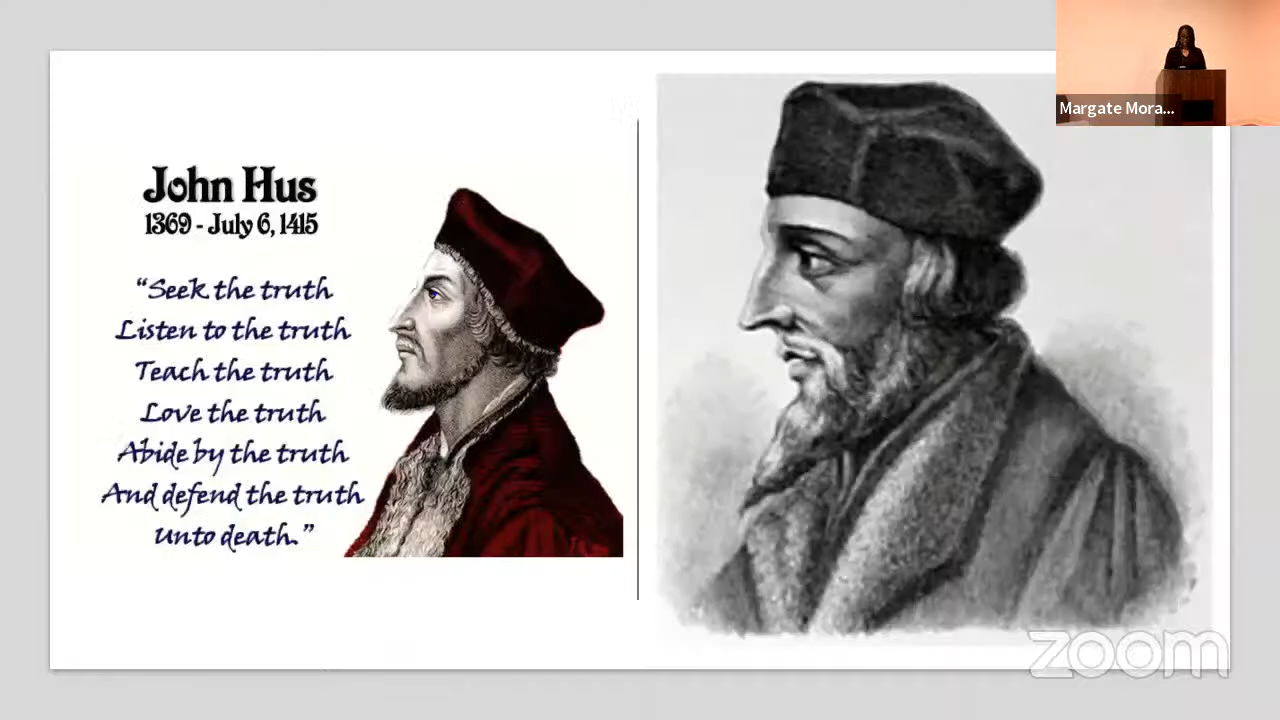 John Hus
1369 - July 6, 1415
“Seek the truth
Listen to the truth
Teach the truth
Love the truth
Abide by the truth
And defend the truth
Unto death.”
Margate Mora...
zoom